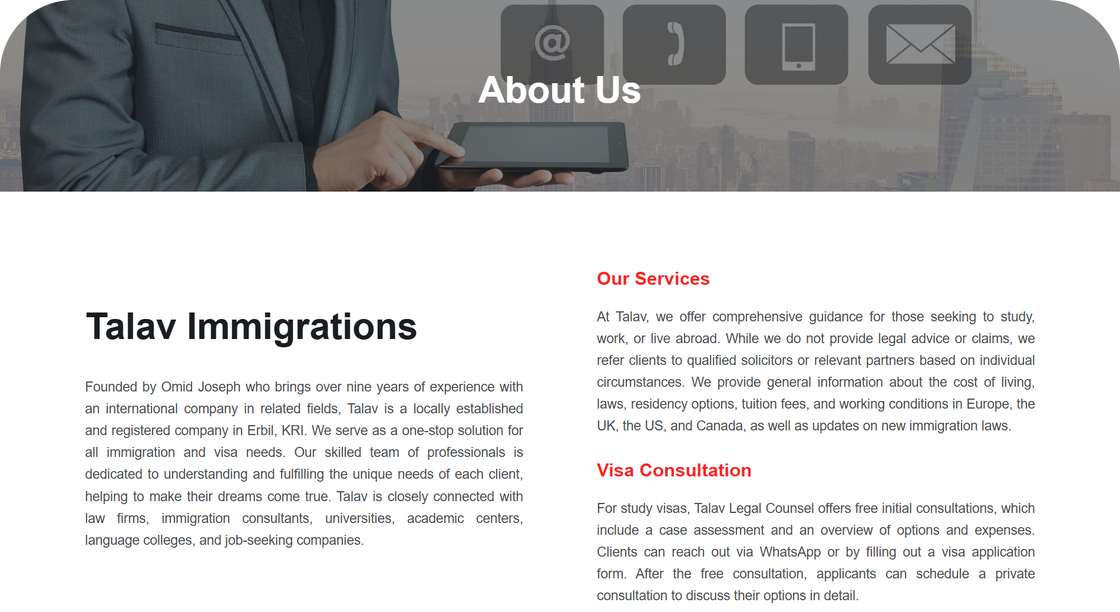 About Us
Talav Immigrations
Founded by Omid Joseph who brings over nine years of experience with
an international company in related fields, Talav is a locally established
and registered company in Erbil, KRI. We serve as a one-stop solution for
all immigration and visa needs. Our skilled team of professionals is
dedicated to understanding and fulfilling the unique needs of each client,
helping to make their dreams come true. Talav is closely connected with
law firms, immigration consultants, universities, academic centers,
language colleges, and job-seeking companies.
Our Services
At Talav, we offer comprehensive guidance for those seeking to study,
work, or live abroad. While we do not provide legal advice or claims, we
refer clients to qualified solicitors or relevant partners based on individual
circumstances. We provide general information about the cost of living,
laws, residency options, tuition fees, and working conditions in Europe, the
UK, the US, and Canada, as well as updates on new immigration laws.
Visa Consultation
For study visas, Talav Legal Counsel offers free initial consultations, which
include a case assessment and an overview of options and expenses.
Clients can reach out via WhatsApp or by filling out a visa application
form. After the free consultation, applicants can schedule a private
consultation to discuss their options in detail.